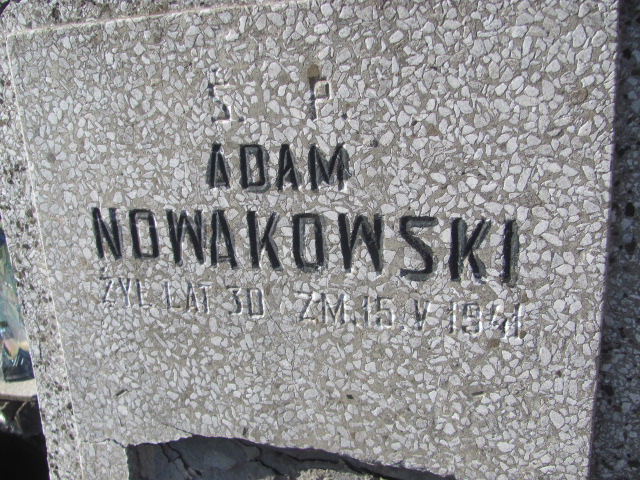 Ś. P.
ADAM
NOWAKOWSKI
ŻYŁ LAT 30 ZM. 15. V 1941